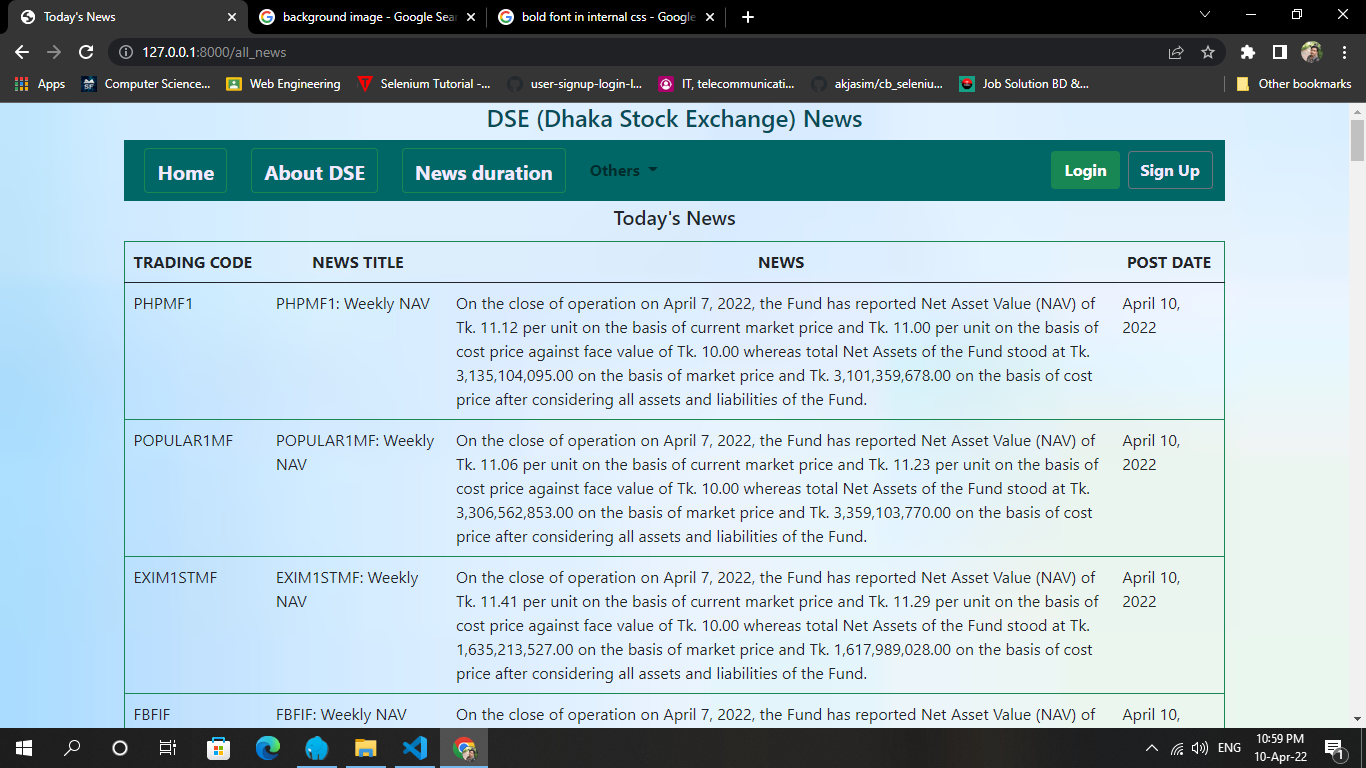 Today's News
background image - Google Sear
bold font in internal css - Google
127.0.0.1:8000/all_news
Apps
Computer Science...
Web Engineering
Selenium Tutorial -...
user-signup-login-l...
IT, telecommunicati...
akjasim/cb_seleniu...
Job Solution BD &...
Other bookmarks
DSE (Dhaka Stock Exchange) News
Home
About DSE
News duration
Others
Login
Sign Up
Today's News
TRADING CODE NEWS TITLE NEWS POST DATE
PHPMF1
PHPMF1: Weekly NAV
On the close of operation on April 7, 2022, the Fund has reported Net Asset Value (NAV) of
Tk. 11.12 per unit on the basis of current market price and Tk. 11.00 per unit on the basis of
cost price against face value of Tk. 10.00 whereas total Net Assets of the Fund stood at Tk.
3,135,104,095.00 on the basis of market price and Tk. 3,101,359,678.00 on the basis of cost
price after considering all assets and liabilities of the Fund.
April 10,
2022
POPULAR1MF
POPULAR1MF: Weekly
NAV
On the close of operation on April 7, 2022, the Fund has reported Net Asset Value (NAV) of
Tk. 11.06 per unit on the basis of current market price and Tk. 11.23 per unit on the basis of
cost price against face value of Tk. 10.00 whereas total Net Assets of the Fund stood at Tk.
3,306,562,853.00 on the basis of market price and Tk. 3,359,103,770.00 on the basis of cost
price after considering all assets and liabilities of the Fund.
April 10,
2022
EXIM1STMF
EXIM1STMF: Weekly
NAV
On the close of operation on April 7, 2022, the Fund has reported Net Asset Value (NAV) of
Tk. 11.41 per unit on the basis of current market price and Tk. 11.29 per unit on the basis of
cost price against face value of Tk. 10.00 whereas total Net Assets of the Fund stood at Tk.
1,635,213,527.00 on the basis of market price and Tk. 1,617,989,028.00 on the basis of cost
price after considering all assets and liabilities of the Fund.
April 10,
2022
FBFIF
FBFIF: Weekly NAV
On the close of operation on April 7, 2022, the Fund has reported Net Asset Value (NAV) of
April 10,
ENG
10:59 PM
10-Apr-22
1